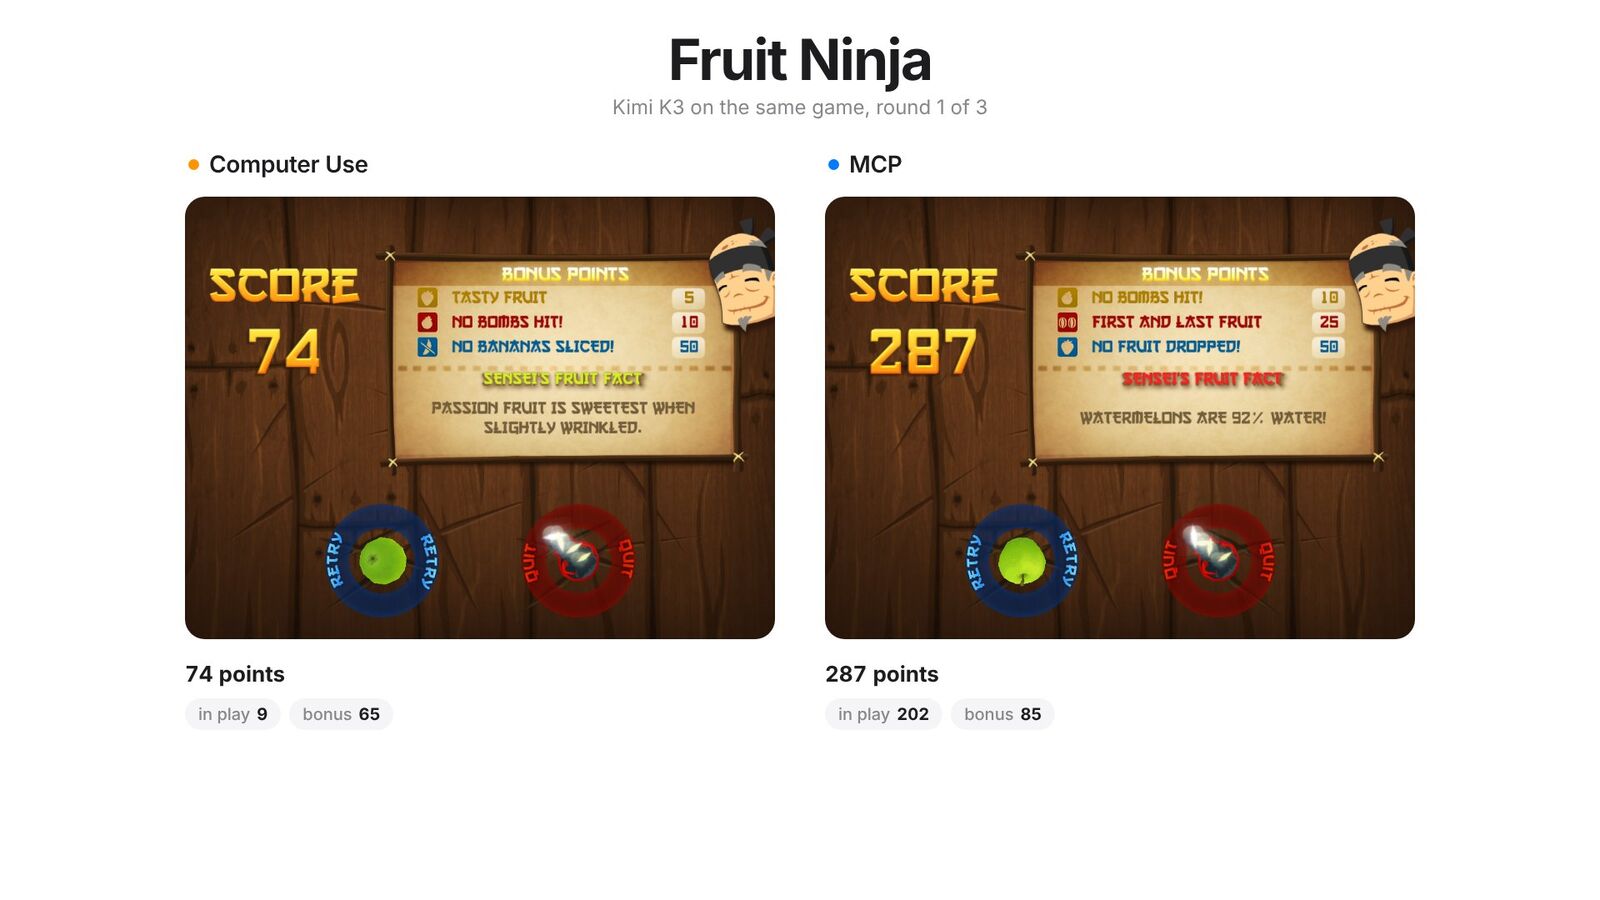 Fruit Ninja
Kimi K3 on the same game, round 1 of 3
Computer Use
SCORE
74
BONUS POINTS
TASTY FRUIT 5
NO BOMBS HIT! 10
NO BANANAS SLICED! 50
SENSEI'S FRUIT FACT
PASSION FRUIT IS SWEETEST WHEN
SLIGHTLY WRINKLED.
RETRY RETRY
QUIT QUIT
74 points
in play 9 bonus 65
MCP
SCORE
287
BONUS POINTS
NO BOMBS HIT! 10
FIRST AND LAST FRUIT 25
NO FRUIT DROPPED! 50
SENSEI'S FRUIT FACT
WATERMELONS ARE 92% WATER!
RETRY RETRY
QUIT QUIT
287 points
in play 202 bonus 85